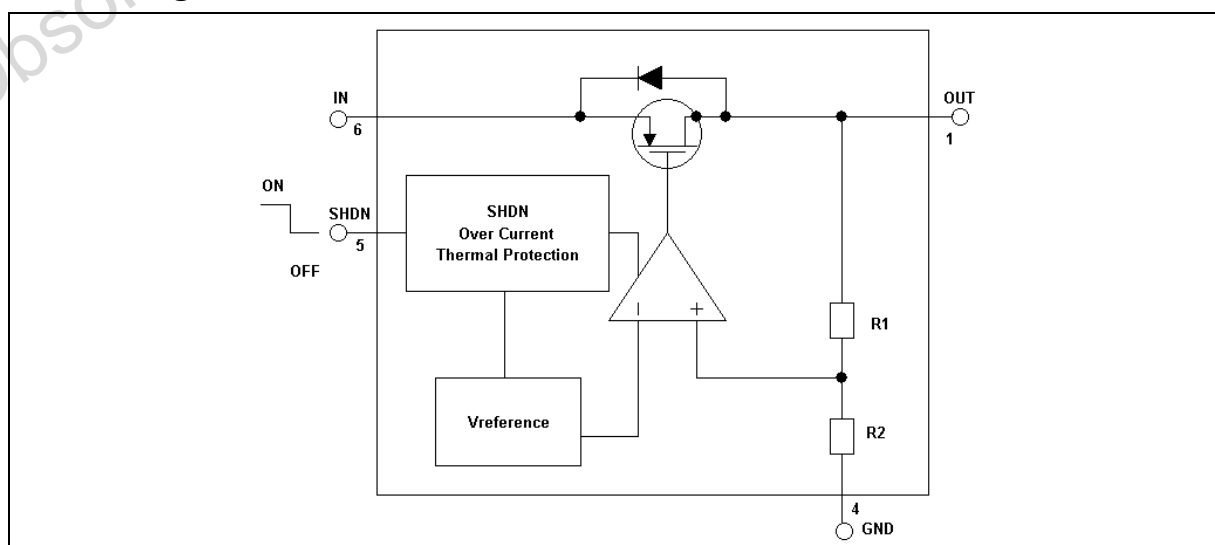 IN
6
OUT
1
ON
SHDN
5
OFF
SHDN
Over Current
Thermal Protection
− +
R1
Vreference
R2
4
GND